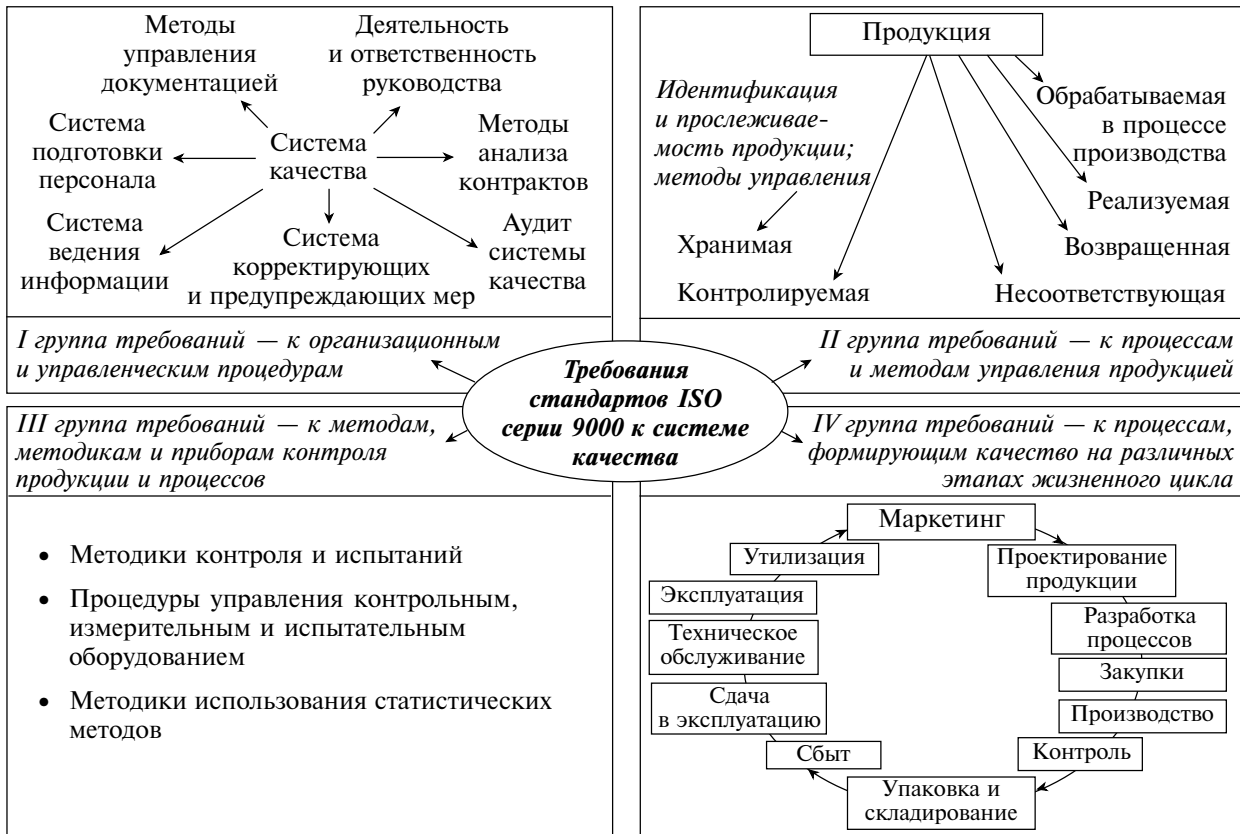 Методы
управления
документацией
Деятельность
и ответственность
руководства
Система
подготовки
персонала
Система
качества
Методы
анализа
контрактов
Система
ведения
информации
Система
корректирующих
и предупреждающих мер
Аудит
системы
качества
I группа требований — к организационным
и управленческим процедурам
Продукция
Идентификация
и прослеживае-
мость продукции;
методы управления
Обрабатываемая
в процессе
производства
Реализуемая
Хранимая
Возвращенная
Контролируемая
Несоответствующая
II группа требований — к процессам
и методам управления продукцией
Требования
стандартов ISO
серии 9000 к системе
качества
III группа требований — к методам,
методикам и приборам контроля
продукции и процессов
• Методики контроля и испытаний
• Процедуры управления контрольным,
измерительным и испытательным
оборудованием
• Методики использования статистических
методов
IV группа требований — к процессам,
формирующим качество на различных
этапах жизненного цикла
Маркетинг
Проектирование
продукции
Разработка
процессов
Закупки
Производство
Контроль
Упаковка и
складирование
Сбыт
Сдача
в эксплуатацию
Техническое
обслуживание
Эксплуатация
Утилизация